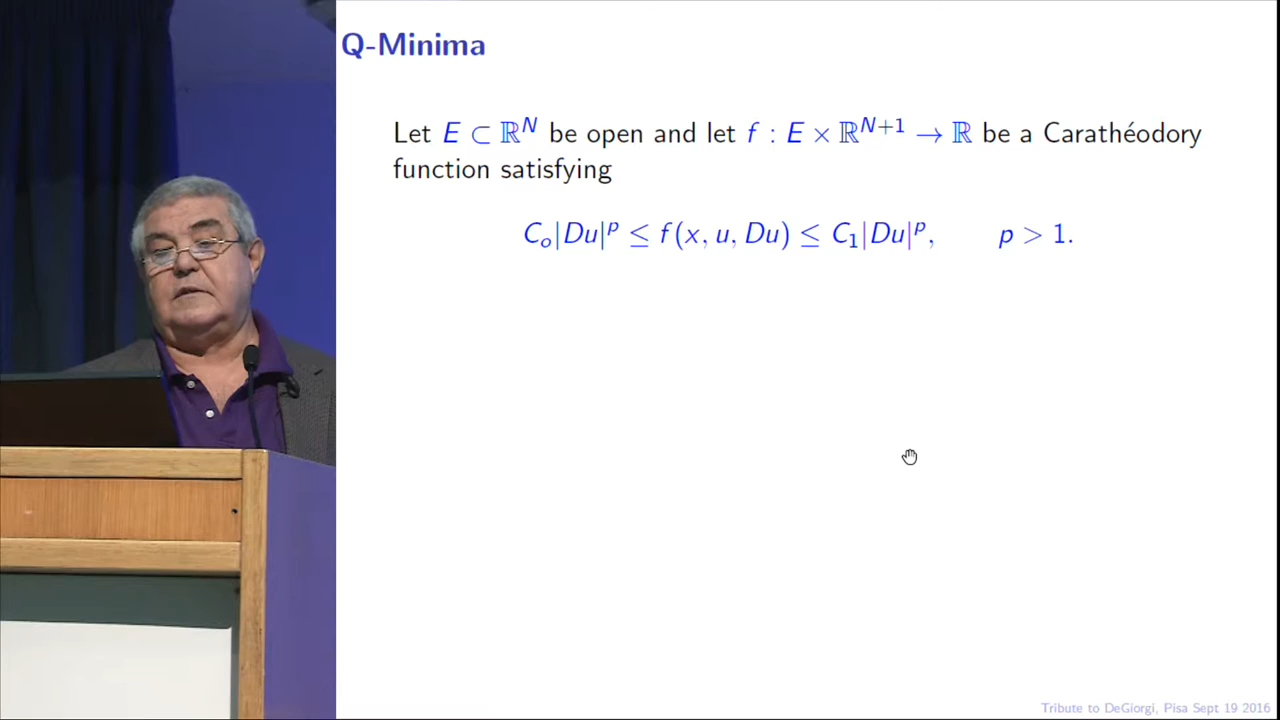 Q-Minima
Let E ⊂ ℝ^N be open and let f : E × ℝ^{N+1} → ℝ be a Carathéodory
function satisfying
C_o|Du|^p ≤ f(x, u, Du) ≤ C_1|Du|^p,  p > 1.
Tribute to DeGiorgi, Pisa Sept 19 2016